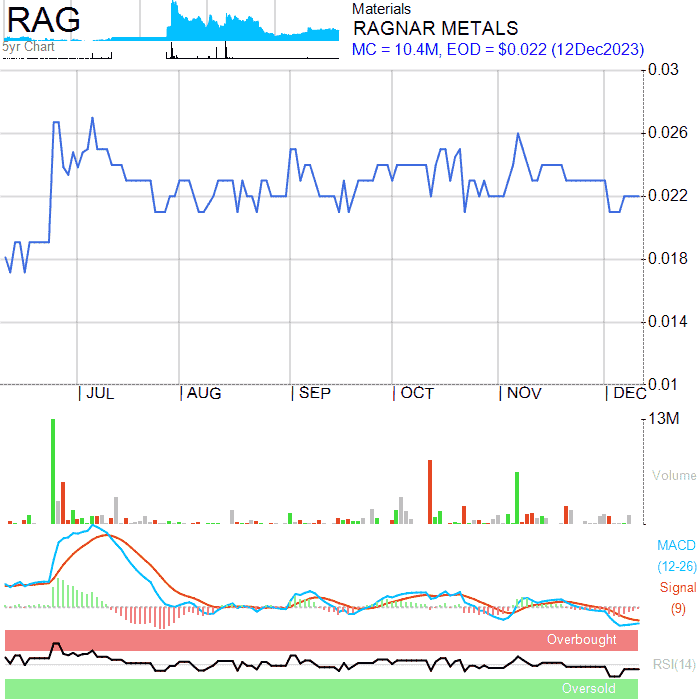 RAG
5yr Chart
Materials
RAGNAR METALS
MC = 10.4M, EOD = $0.022 (12Dec2023)
0.03
0.026
0.022
0.018
0.014
0.01
| JUL | AUG | SEP | OCT | NOV | DEC
13M
Volume
MACD
(12-26)
Signal
(9)
Overbought
RSI(14)
Oversold